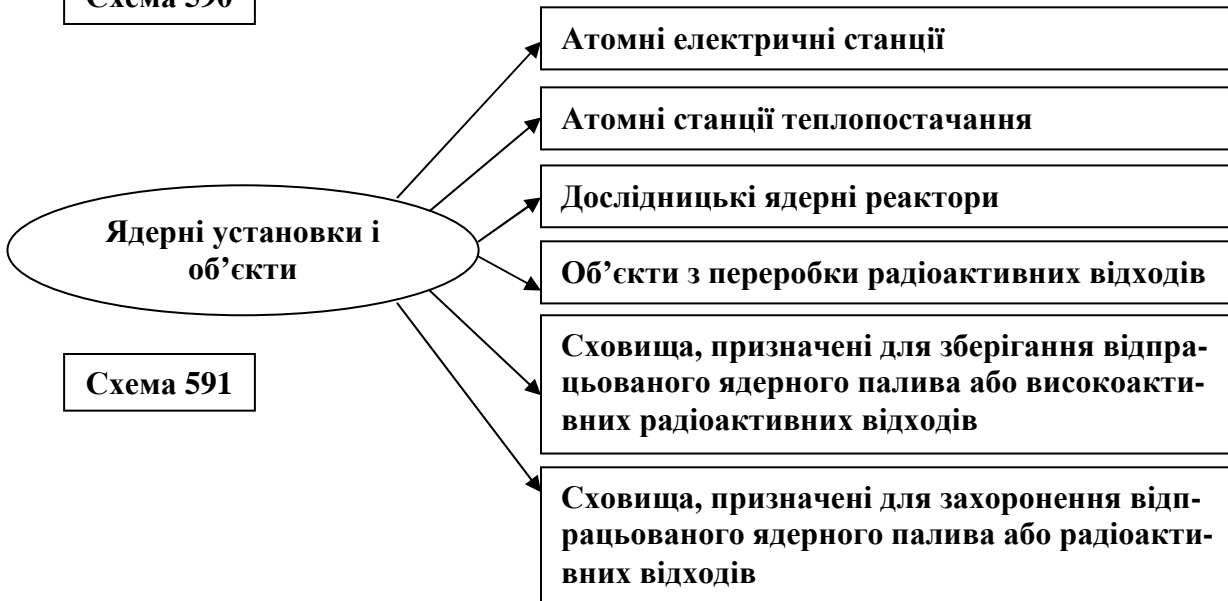 Схема 590
Атомні електричні станції
Атомні станції теплопостачання
Дослідницькі ядерні реактори
Ядерні установки і
об’єкти
Об’єкти з переробки радіоактивних відходів
Сховища, призначені для зберігання відпра-
цьованого ядерного палива або високоакти-
вних радіоактивних відходів
Схема 591
Сховища, призначені для захоронення відп-
рацьованого ядерного палива або радіоакти-
вних відходів